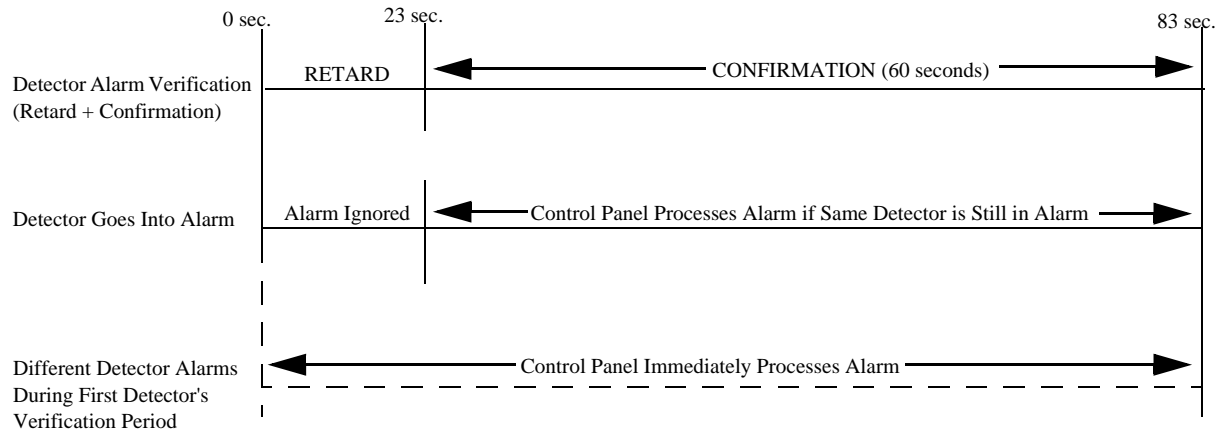 0 sec.
23 sec.
83 sec.
Detector Alarm Verification
(Retard + Confirmation)
RETARD
CONFIRMATION (60 seconds)
Detector Goes Into Alarm
Alarm Ignored
Control Panel Processes Alarm if Same Detector is Still in Alarm
Different Detector Alarms
During First Detector's
Verification Period
Control Panel Immediately Processes Alarm